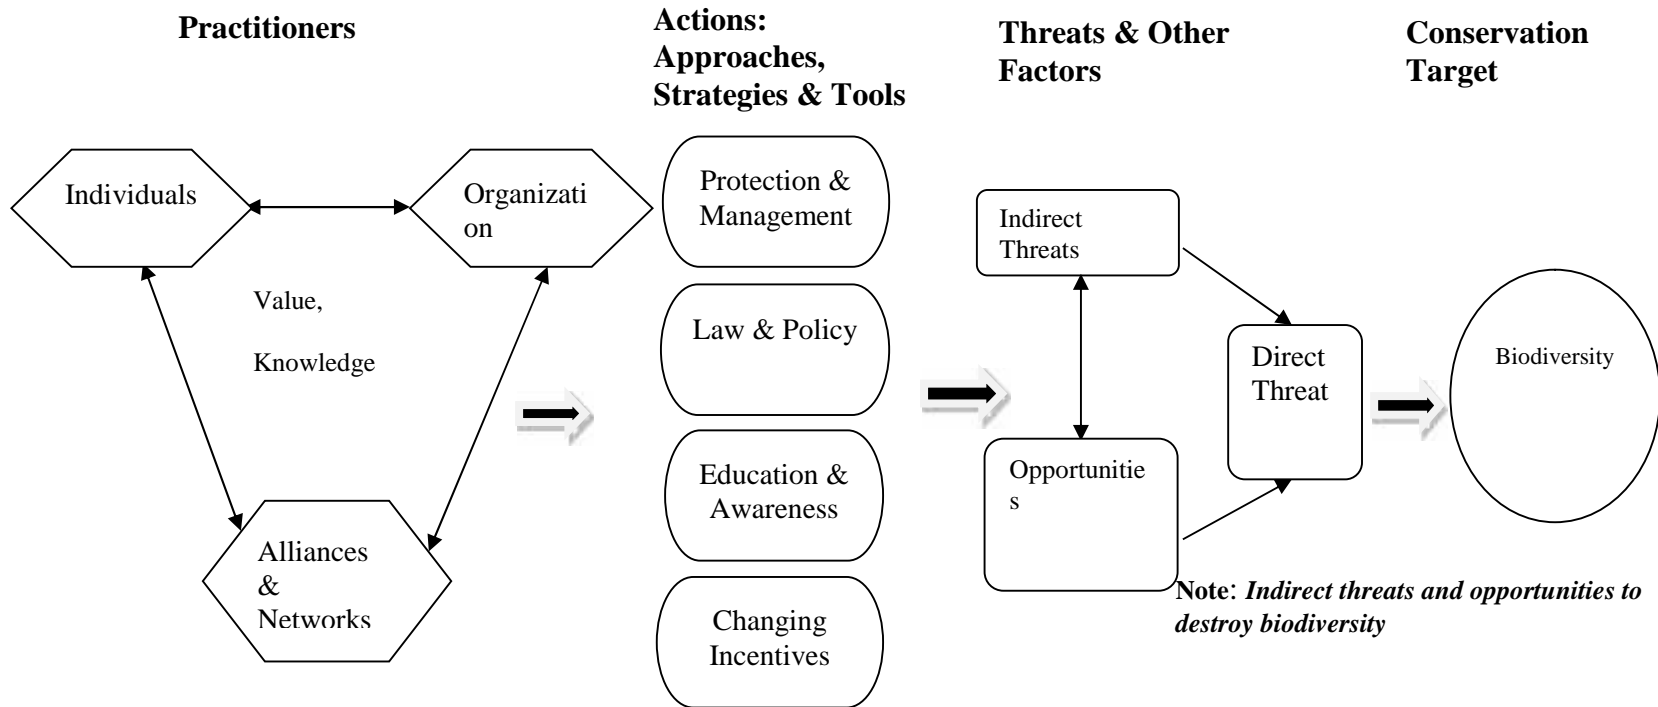 Practitioners
Actions:
Approaches,
Strategies & Tools
Threats & Other
Factors
Conservation
Target
Individuals
Organizati
on
Value,
Knowledge
Alliances
&
Networks
Protection &
Management
Law & Policy
Education &
Awareness
Changing
Incentives
Indirect
Threats
Opportunitie
s
Direct
Threat
Biodiversity
Note: Indirect threats and opportunities to
destroy biodiversity